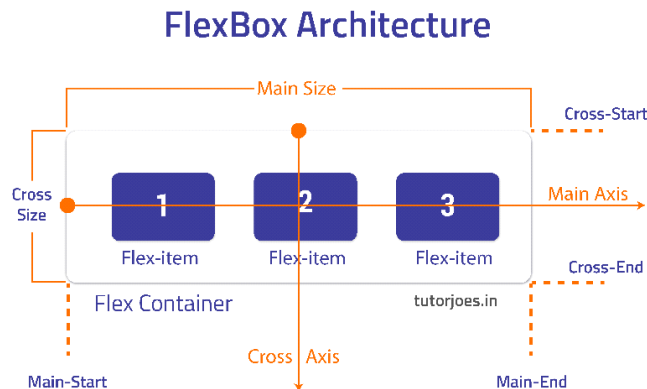 FlexBox Architecture
Main Size
Cross-Start
Cross
Size
1
2
3
Main Axis
Flex-item
Flex-item
Flex-item
Cross-End
Flex Container
tutorjoes.in
Cross Axis
Main-Start
Main-End